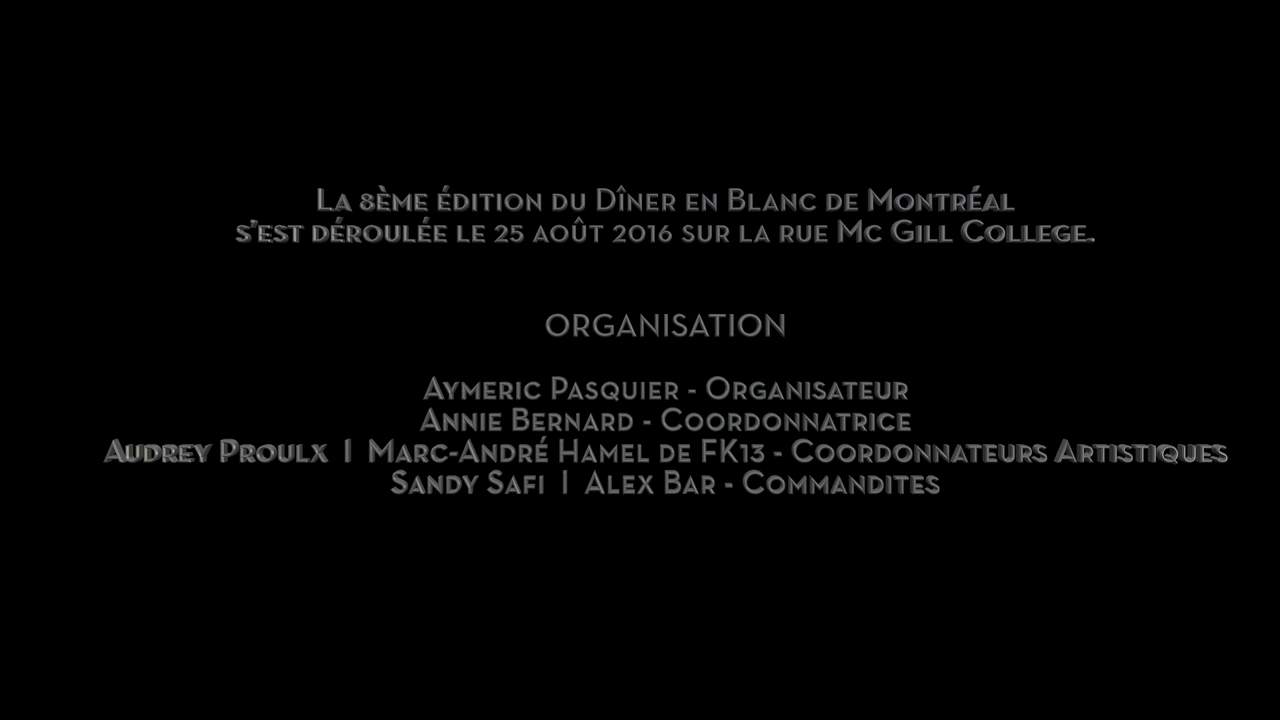 La 8ème édition du Dîner en Blanc de Montréal
s'est déroulée le 25 août 2016 sur la rue Mc Gill College.
ORGANISATION
Aymeric Pasquier - Organisateur
Annie Bernard - Coordonnatrice
Audrey Proulx | Marc-André Hamel de FK13 - Coordonnateurs Artistiques
Sandy Safi | Alex Bar - Commandites